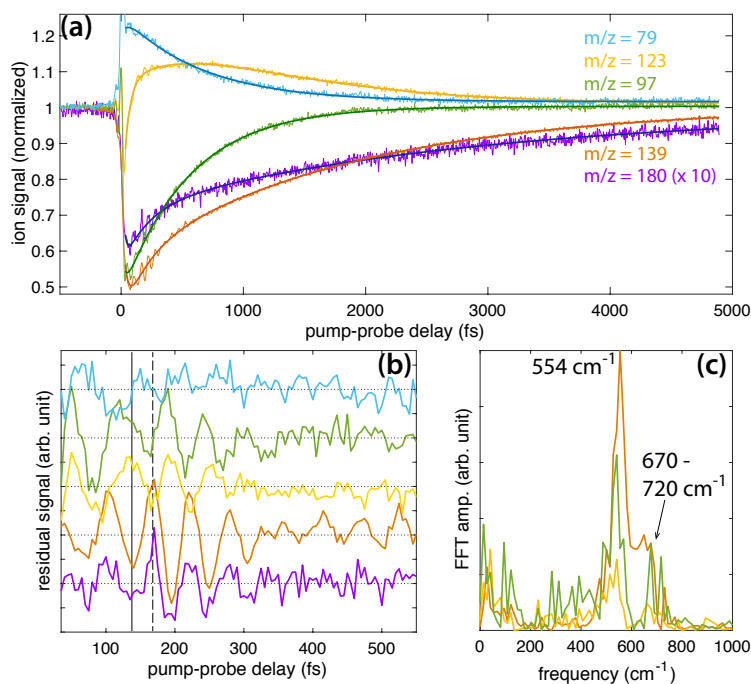 (a)
1.2
1.1
1
0.9
0.8
0.7
0.6
0.5
ion signal (normalized)
m/z = 79
m/z = 123
m/z = 97
m/z = 139
m/z = 180 (x 10)
0 1000 2000 3000 4000 5000
pump-probe delay (fs)
(b)
residual signal (arb. unit)
100 200 300 400 500
pump-probe delay (fs)
(c)
554 cm⁻¹
670 -
720 cm⁻¹
FFT amp. (arb. unit)
0 200 400 600 800 1000
frequency (cm⁻¹)